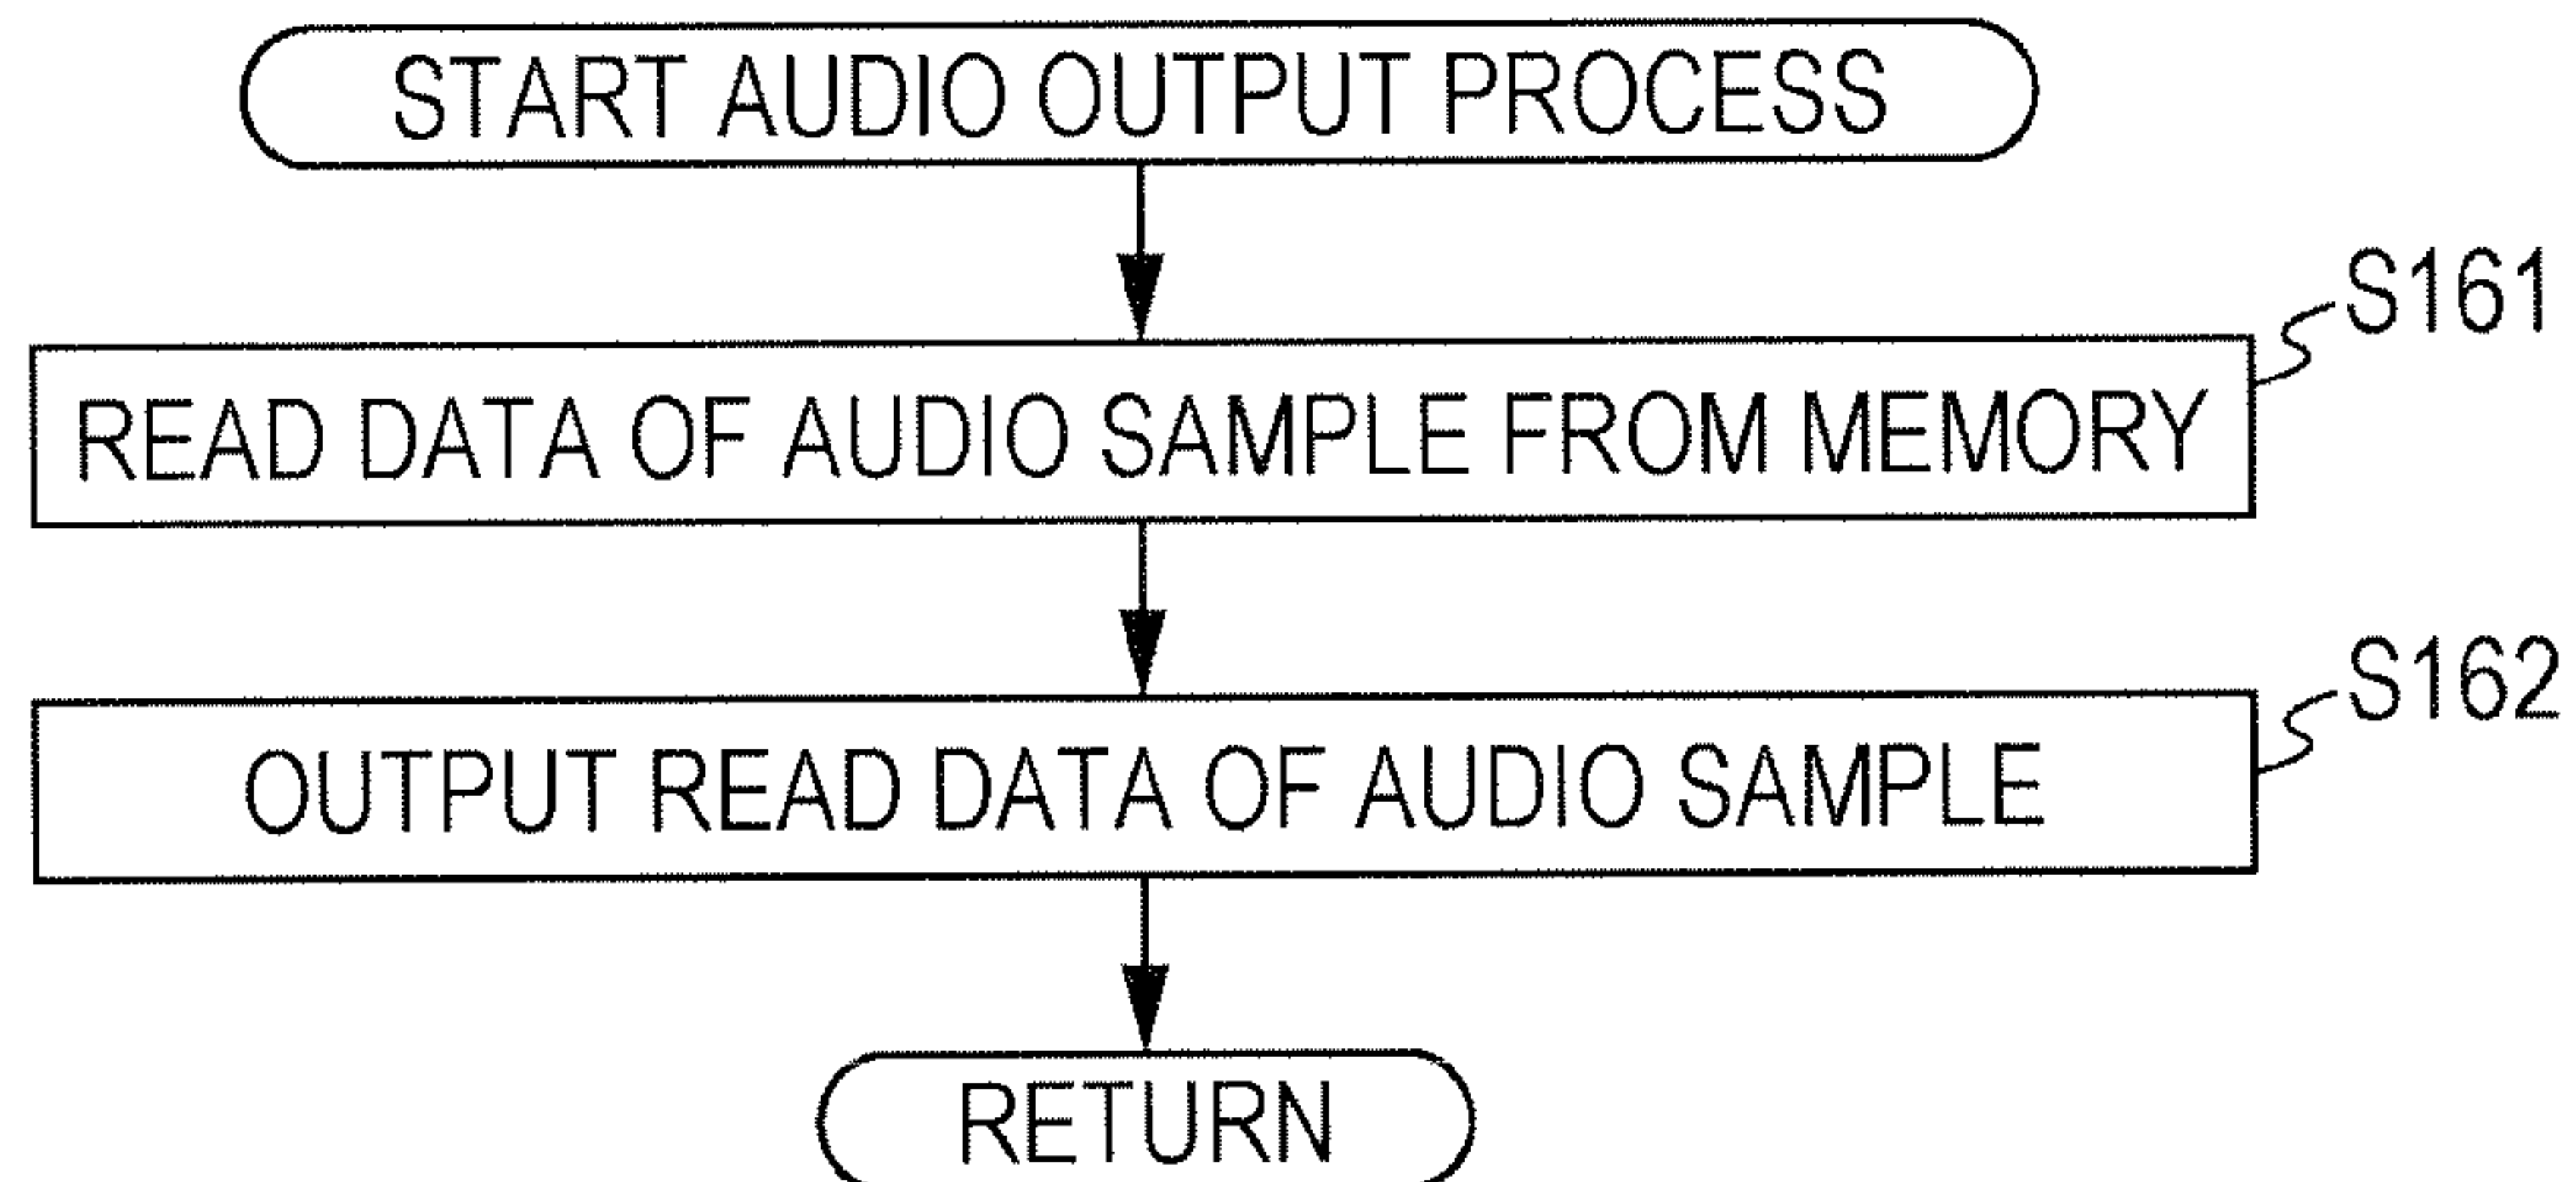 START AUDIO OUTPUT PROCESS
S161
READ DATA OF AUDIO SAMPLE FROM MEMORY
S162
OUTPUT READ DATA OF AUDIO SAMPLE
RETURN